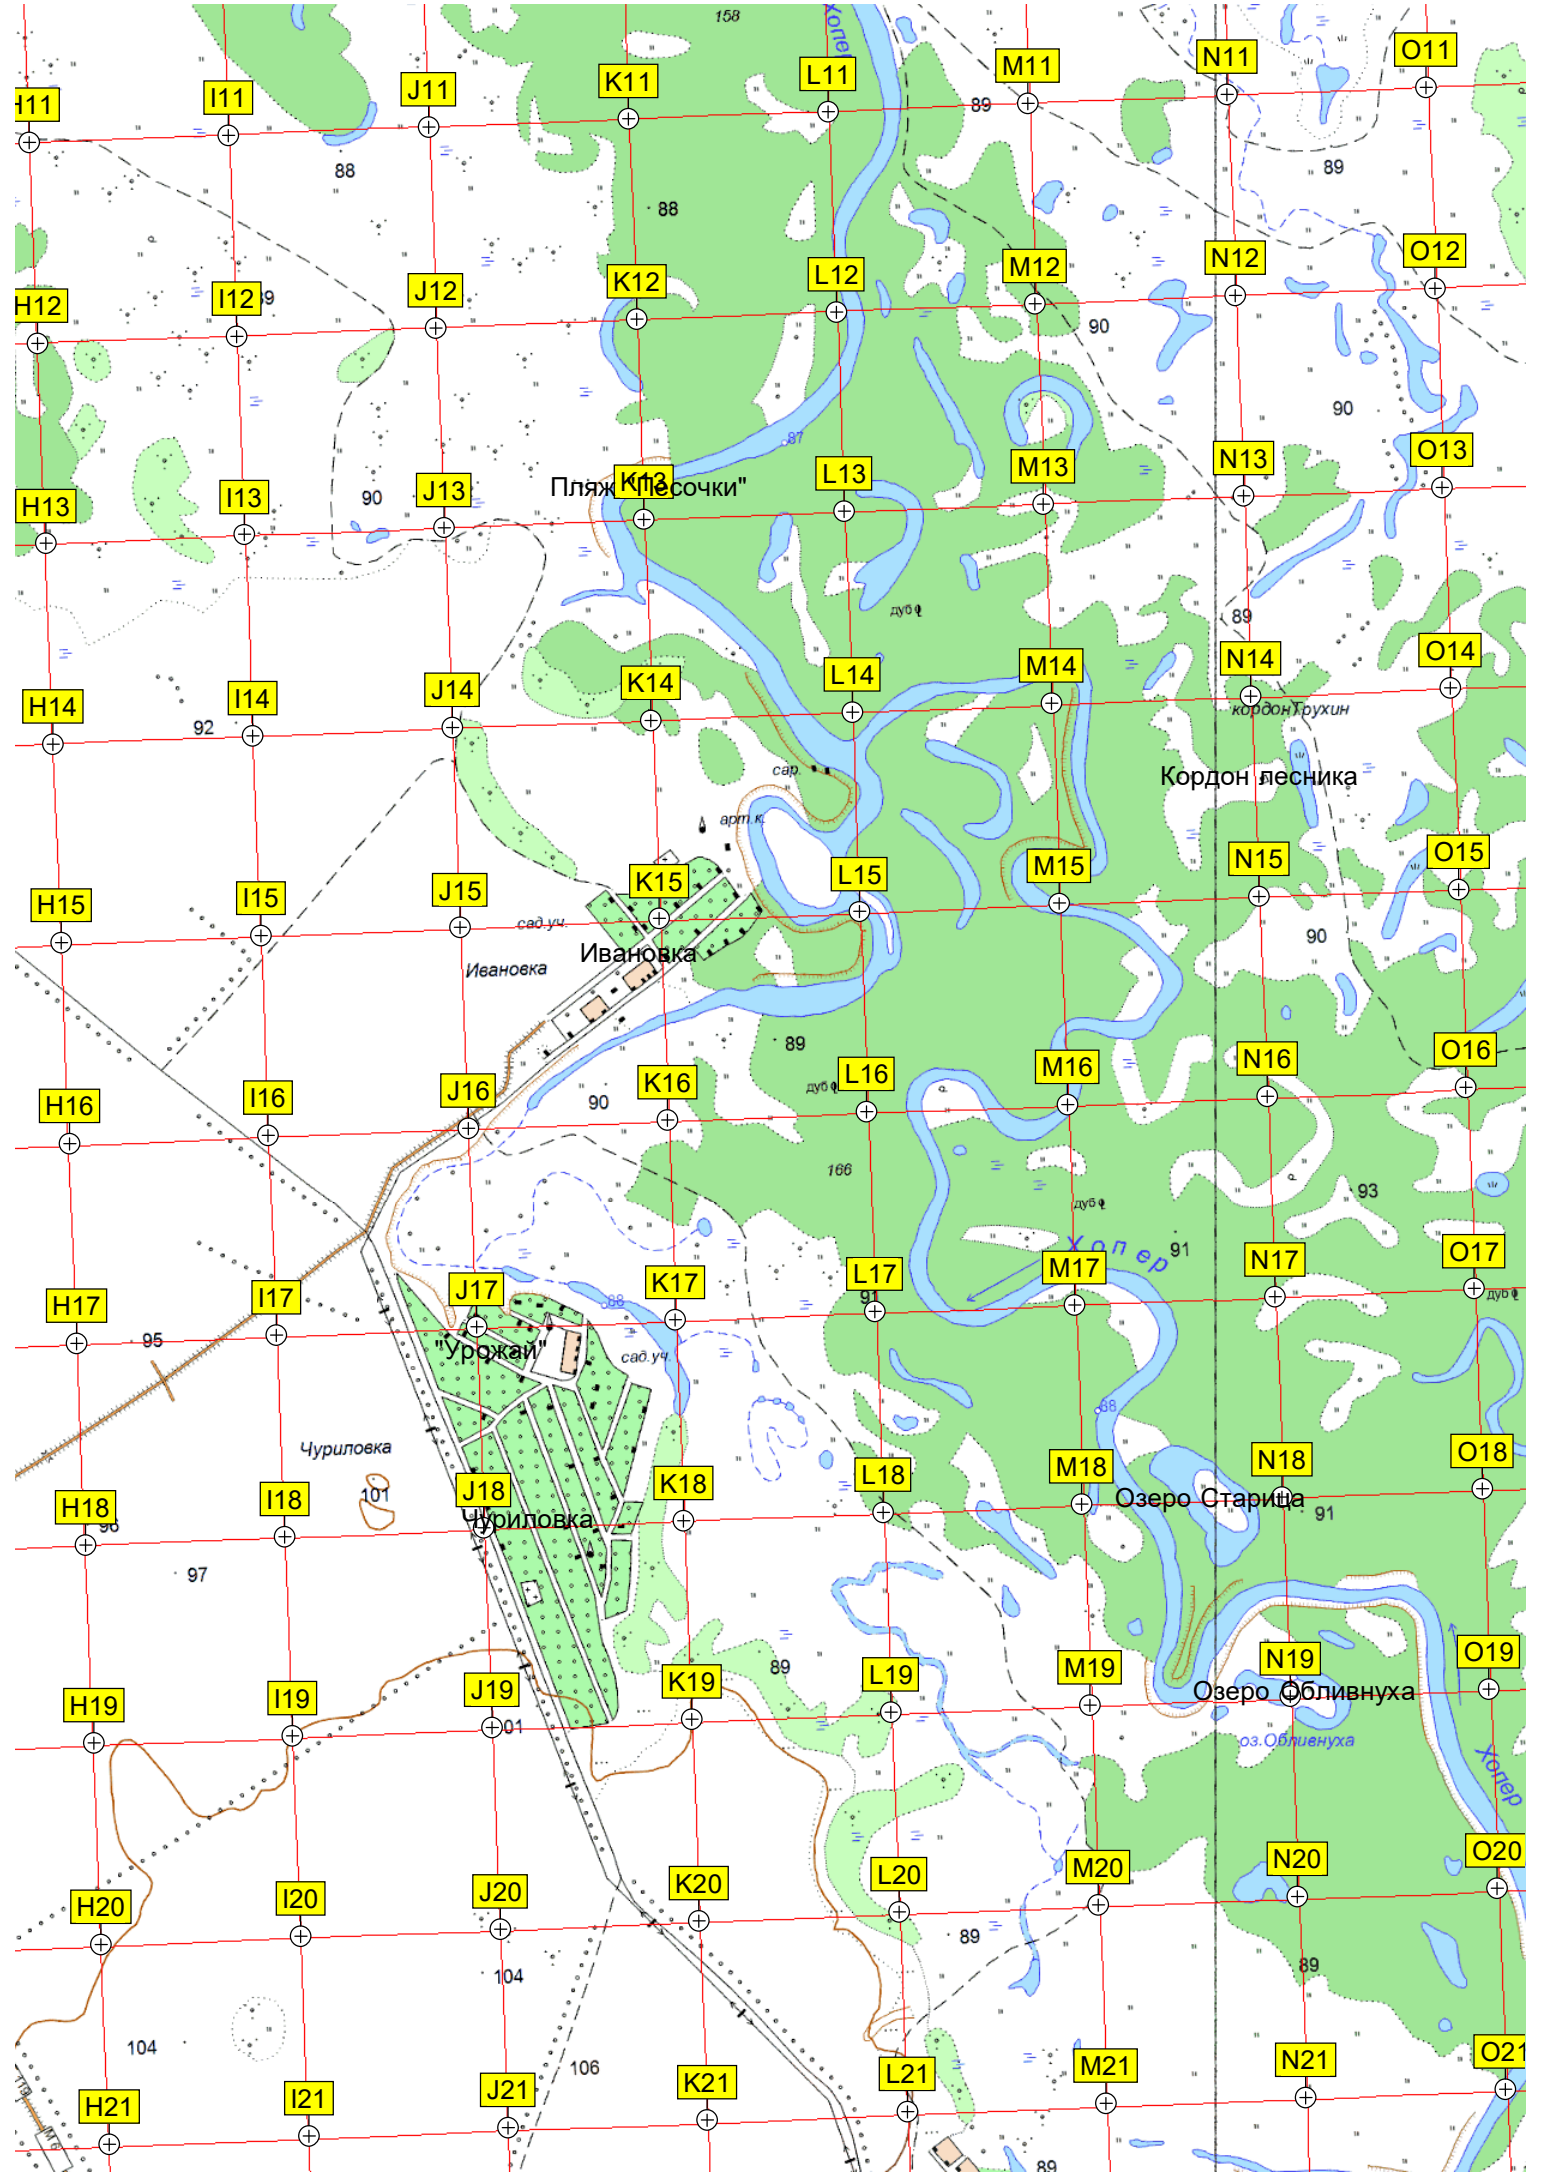 158
Хопер
H11
I11
J11
K11
L11
M11
N11
O11
89
88
88
89
H12
I12
89
J12
K12
L12
M12
N12
O12
90
90
87
H13
I13
90
J13
K13
Пляж "Песочки"
L13
M13
N13
O13
дуб
89
H14
92
I14
J14
K14
L14
M14
N14
O14
кордон Трухин
сар.
Кордон лесника
арт.к.
H15
I15
J15
K15
L15
M15
N15
O15
сад.уч.
Ивановка
Ивановка
90
89
H16
I16
J16
90
K16
дуб
L16
M16
N16
O16
166
дуб
93
Хопер
91
H17
95
I17
J17
88
K17
L17
91
M17
N17
O17
дуб
"Урожай"
сад.уч.
88
Чуриловка
101
H18
96
I18
J18
Чуриловка
K18
L18
M18
Озеро Старица
N18
91
O18
97
89
H19
I19
J19
101
K19
L19
M19
N19
Озеро Обливнуха
O19
оз.Обливнуха
Хопер
H20
I20
J20
K20
L20
89
M20
N20
O20
104
89
104
106
H21
I21
J21
K21
L21
M21
N21
O21
89